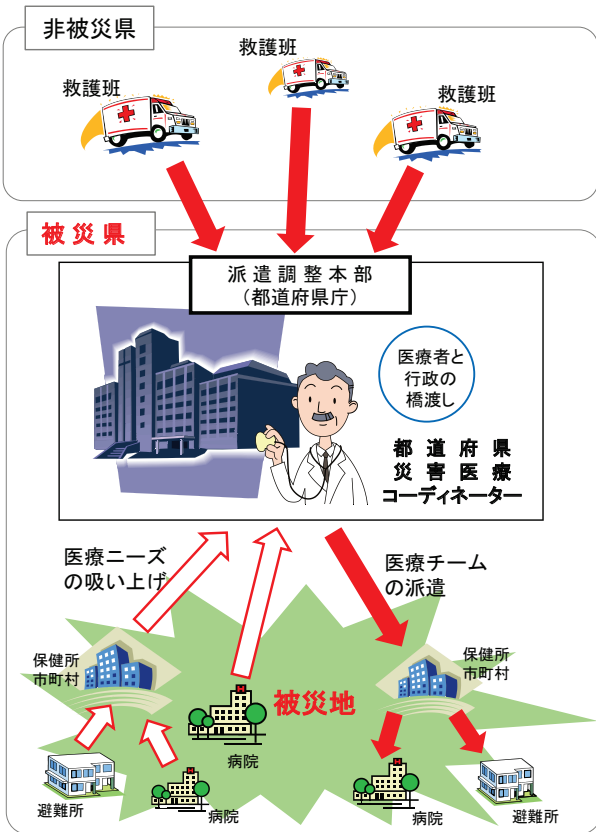 非被災県
救護班
救護班
救護班
被災県
派遣調整本部
（都道府県庁）
医療者と
行政の
橋渡し
都道府県
災害医療
コーディネーター
医療ニーズ
の吸い上げ
医療チーム
の派遣
保健所
市町村
保健所
市町村
被災地
病院
避難所
病院
病院
避難所